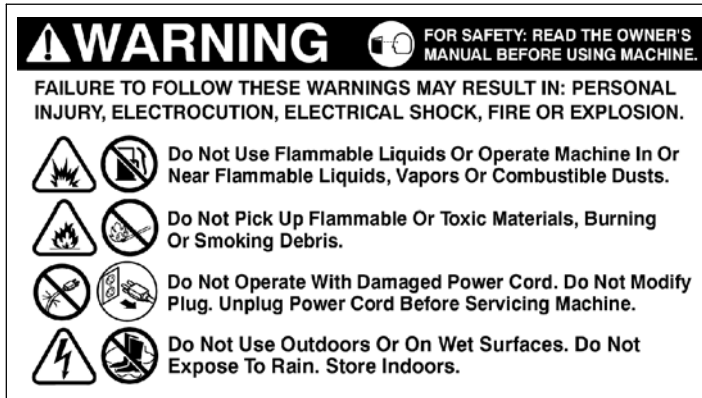 WARNING
FOR SAFETY: READ THE OWNER'S
MANUAL BEFORE USING MACHINE.
FAILURE TO FOLLOW THESE WARNINGS MAY RESULT IN: PERSONAL
INJURY, ELECTROCUTION, ELECTRICAL SHOCK, FIRE OR EXPLOSION.
Do Not Use Flammable Liquids Or Operate Machine In Or
Near Flammable Liquids, Vapors Or Combustible Dusts.
Do Not Pick Up Flammable Or Toxic Materials, Burning
Or Smoking Debris.
Do Not Operate With Damaged Power Cord. Do Not Modify
Plug. Unplug Power Cord Before Servicing Machine.
Do Not Use Outdoors Or On Wet Surfaces. Do Not
Expose To Rain. Store Indoors.